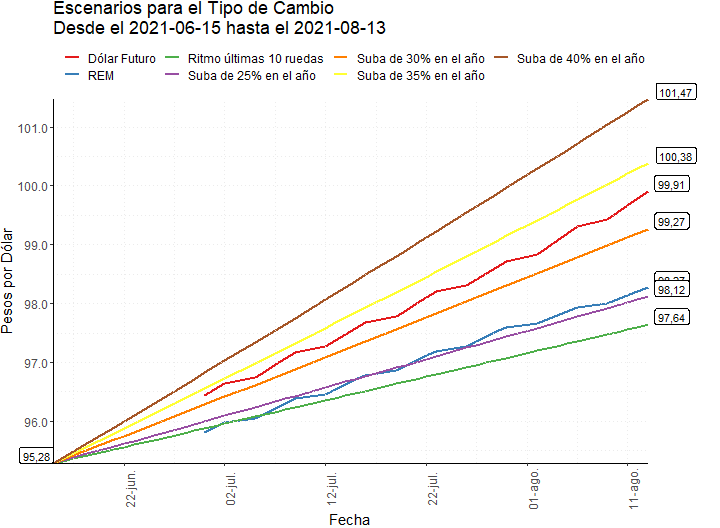 Escenarios para el Tipo de Cambio
Desde el 2021-06-15 hasta el 2021-08-13
Dólar Futuro Ritmo últimas 10 ruedas Suba de 30% en el año Suba de 40% en el año
REM Suba de 25% en el año Suba de 35% en el año
101,47
101.0
100,38
100.0
99,91
99,27
99.0
98,27
98,12
98.0
97,64
97.0
96.0
95,28
Pesos por Dólar
22-jun.
02-jul.
12-jul.
22-jul.
01-ago.
11-ago.
Fecha